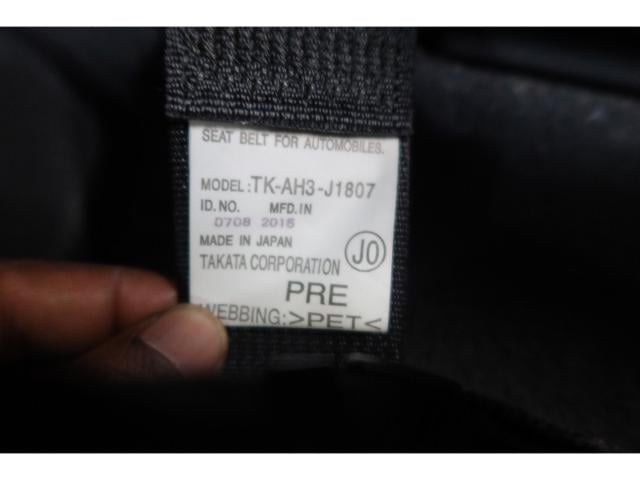 SEAT BELT FOR AUTOMOBILES.
MODEL:TK-AH3-J1807
ID.NO. MFD.IN
0708 2015
MADE IN JAPAN
TAKATA CORPORATION JO
PRE
WEBBING:>PET<